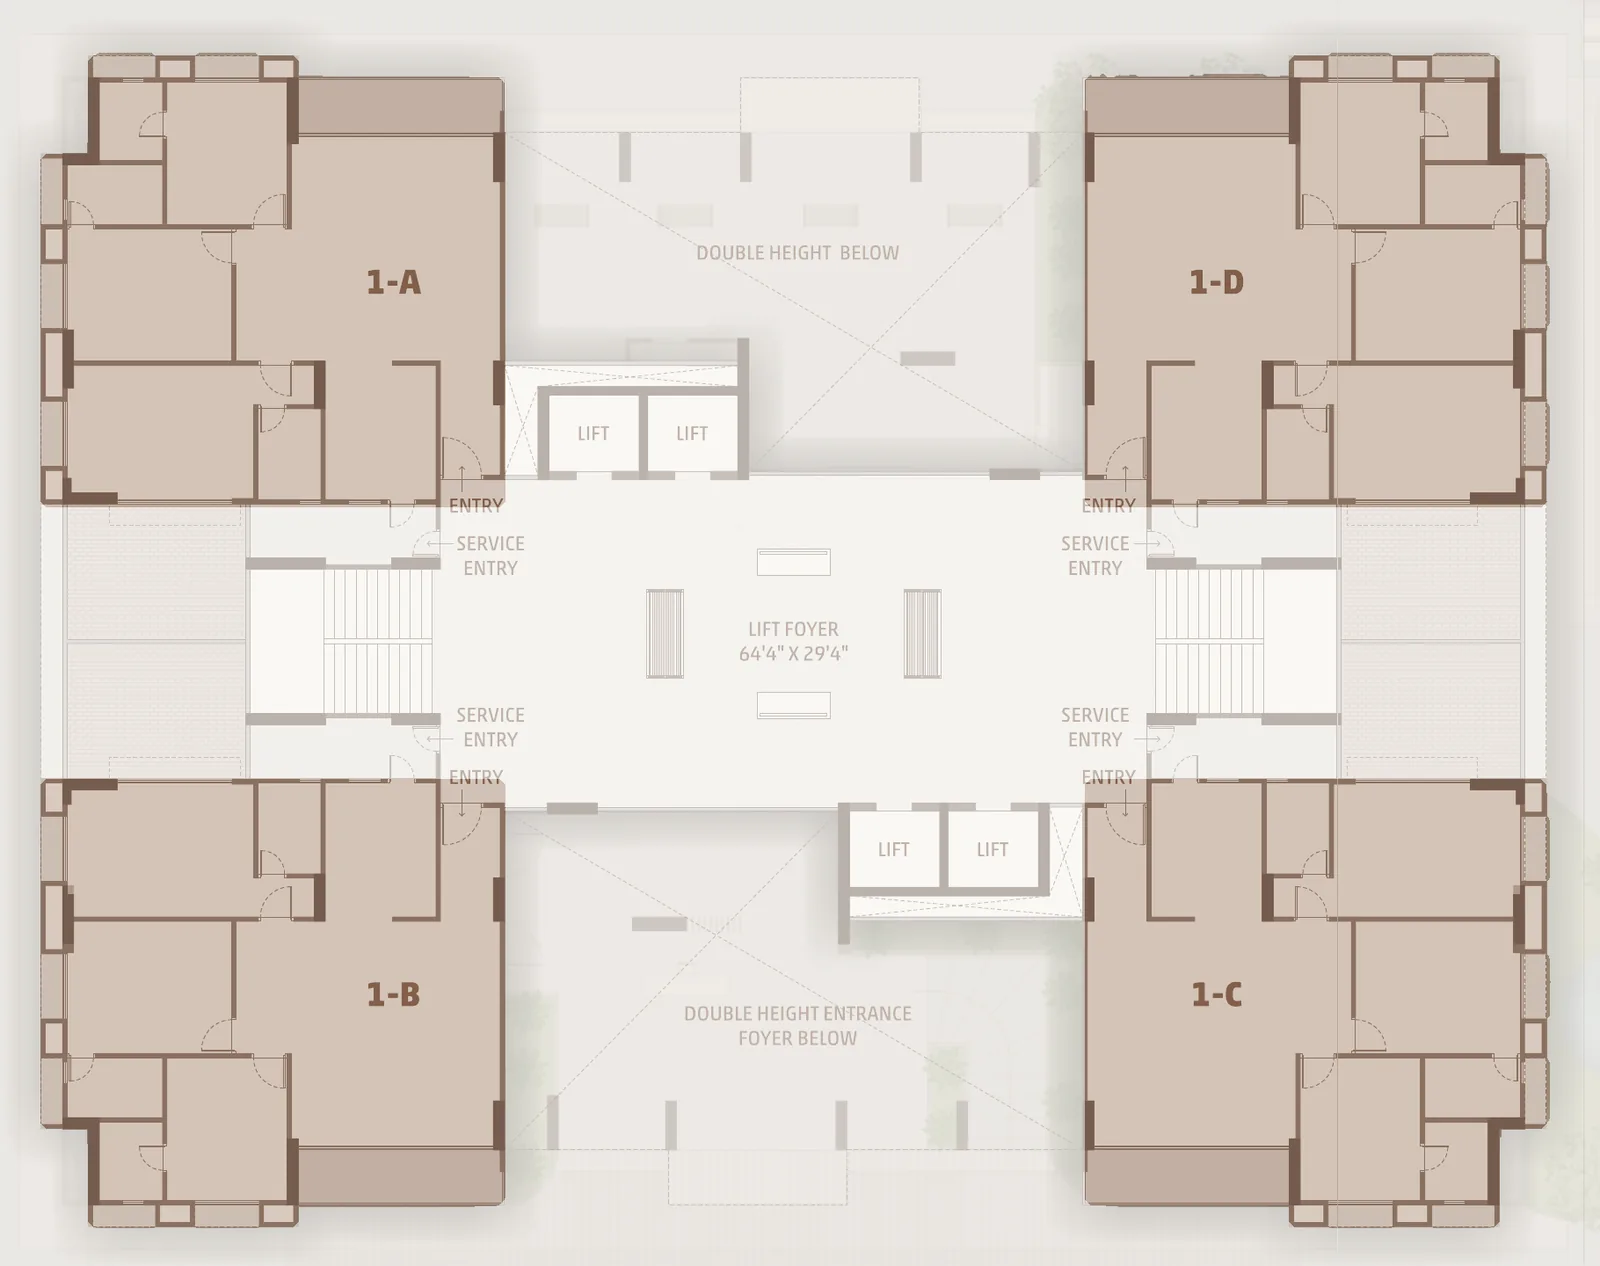 DOUBLE HEIGHT BELOW
1-A
1-D
LIFT
LIFT
ENTRY
ENTRY
SERVICE
ENTRY
SERVICE
ENTRY
LIFT FOYER
64'4" X 29'4"
SERVICE
ENTRY
SERVICE
ENTRY
ENTRY
ENTRY
LIFT
LIFT
1-B
1-C
DOUBLE HEIGHT ENTRANCE
FOYER BELOW